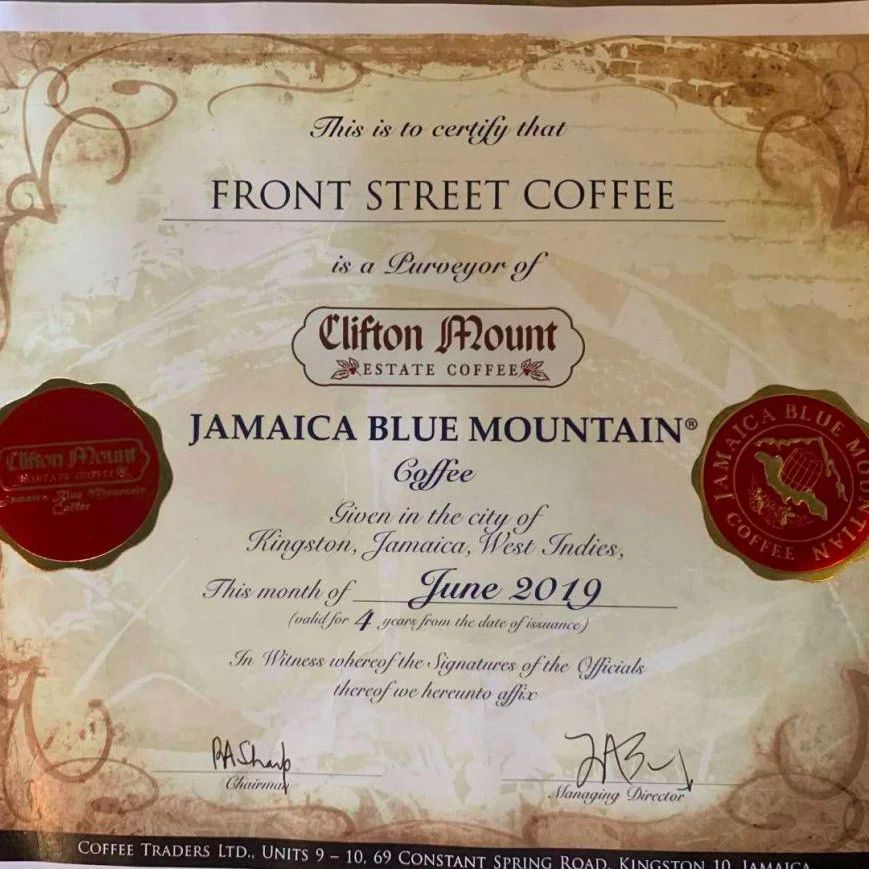 This is to certify that
FRONT STREET COFFEE
is a Purveyor of
Clifton Mount
ESTATE COFFEE
JAMAICA BLUE MOUNTAIN®
Coffee
Given in the city of
Kingston, Jamaica, West Indies,
This month of June 2019
(valid for 4 years from the date of issuance)
In Witness whereof the Signatures of the Officials
thereof we hereunto affix
Chairman
Managing Director
COFFEE TRADERS LTD., UNITS 9 – 10, 69 CONSTANT SPRING ROAD, KINGSTON 10, JAMAICA
Clifton Mount
ESTATE COFFEE
Jamaica Blue Mountain
Coffee
JAMAICA BLUE MOUNTIAN
COFFEE